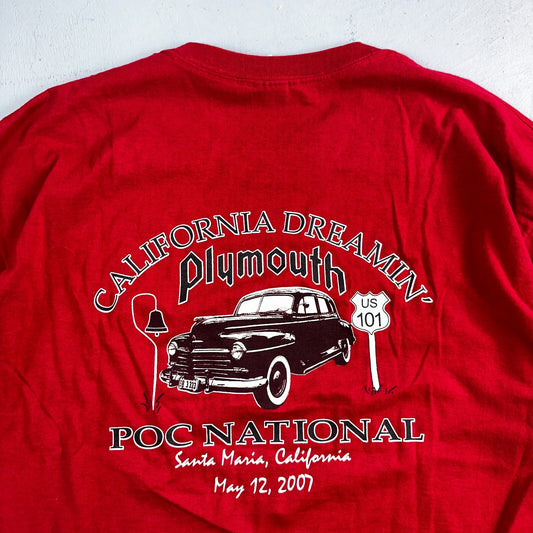 CALIFORNIA DREAMIN'
Plymouth
US
101
POC NATIONAL
Santa Maria, California
May 12, 2007